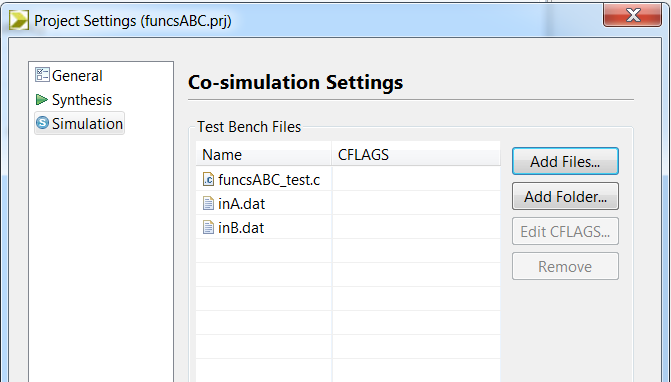 Project Settings (funcsABC.prj)
General
Synthesis
Simulation
Co-simulation Settings
Test Bench Files
Name CFLAGS
funcsABC_test.c
inA.dat
inB.dat
Add Files...
Add Folder...
Edit CFLAGS...
Remove